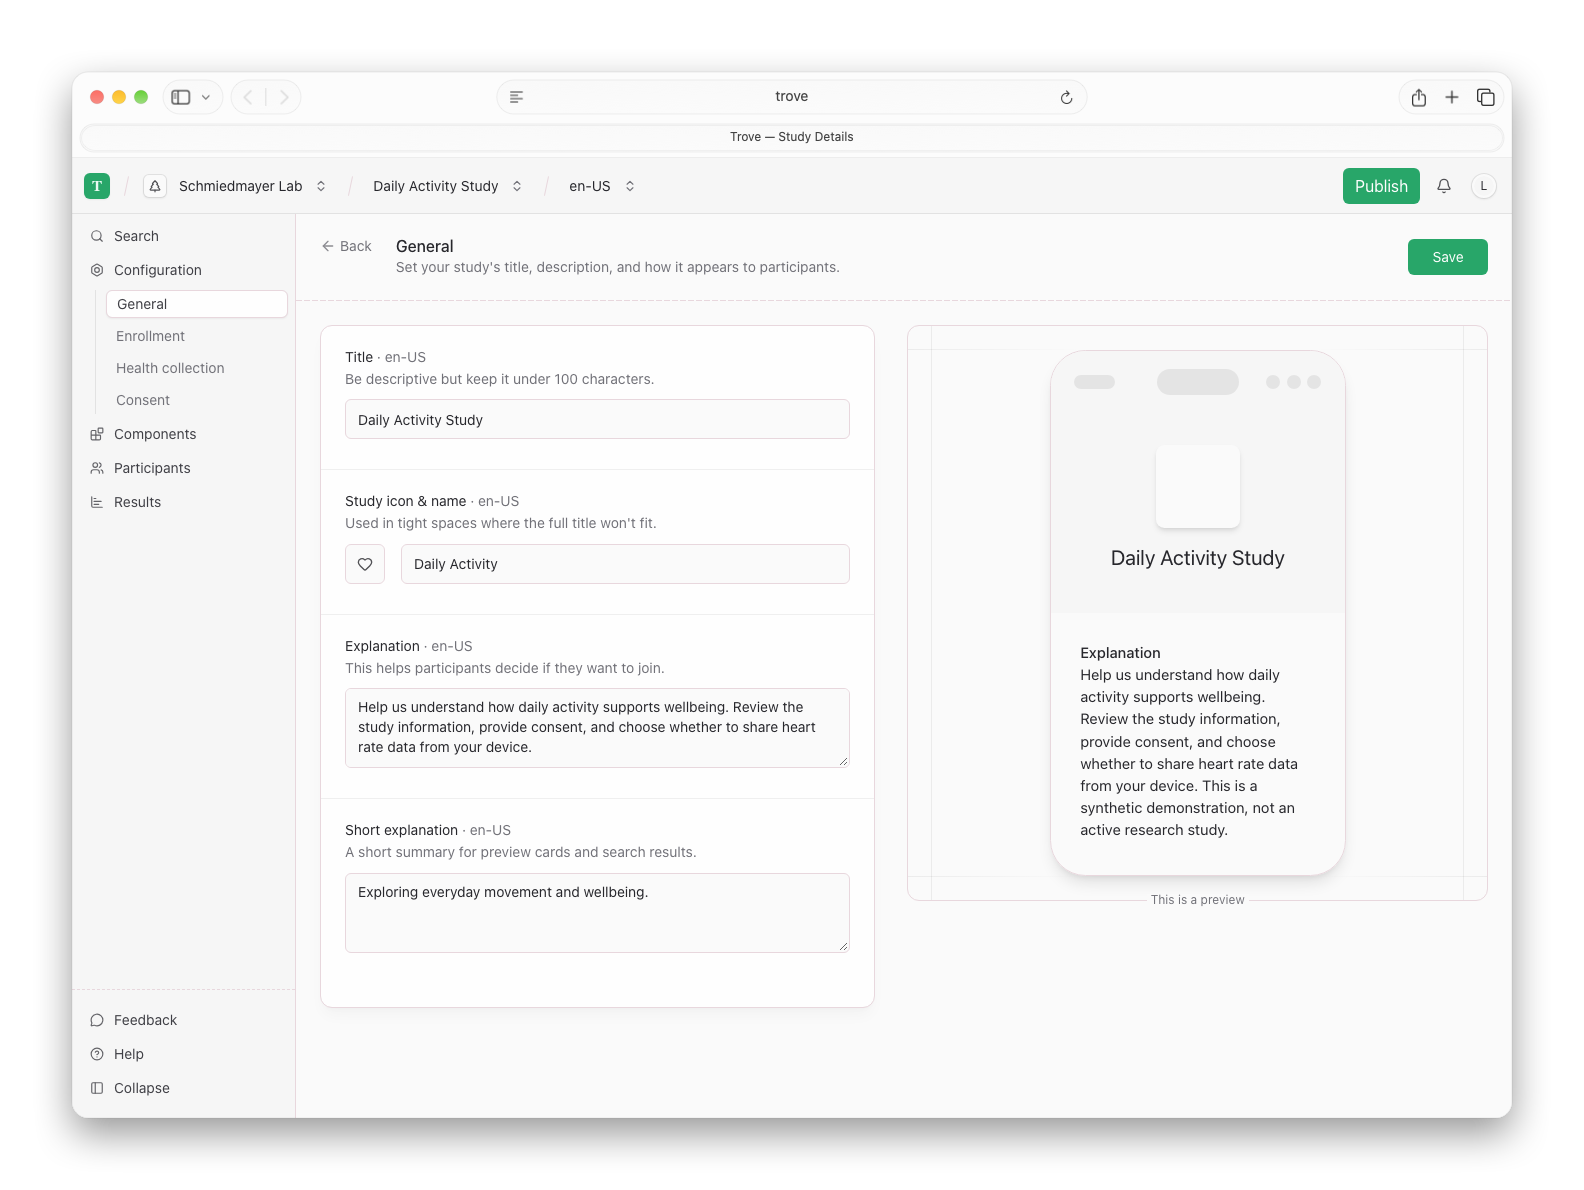 trove
Trove — Study Details
T
Schmiedmayer Lab
Daily Activity Study
en-US
Publish
L
Search
Configuration
General
Enrollment
Health collection
Consent
Components
Participants
Results
Feedback
Help
Collapse
Back
General
Set your study's title, description, and how it appears to participants.
Save
Title · en-US
Be descriptive but keep it under 100 characters.
Daily Activity Study
Study icon & name · en-US
Used in tight spaces where the full title won't fit.
Daily Activity
Explanation · en-US
This helps participants decide if they want to join.
Help us understand how daily activity supports wellbeing. Review the
study information, provide consent, and choose whether to share heart
rate data from your device.
Short explanation · en-US
A short summary for preview cards and search results.
Exploring everyday movement and wellbeing.
Daily Activity Study
Explanation
Help us understand how daily
activity supports wellbeing.
Review the study information,
provide consent, and choose
whether to share heart rate data
from your device. This is a
synthetic demonstration, not an
active research study.
This is a preview